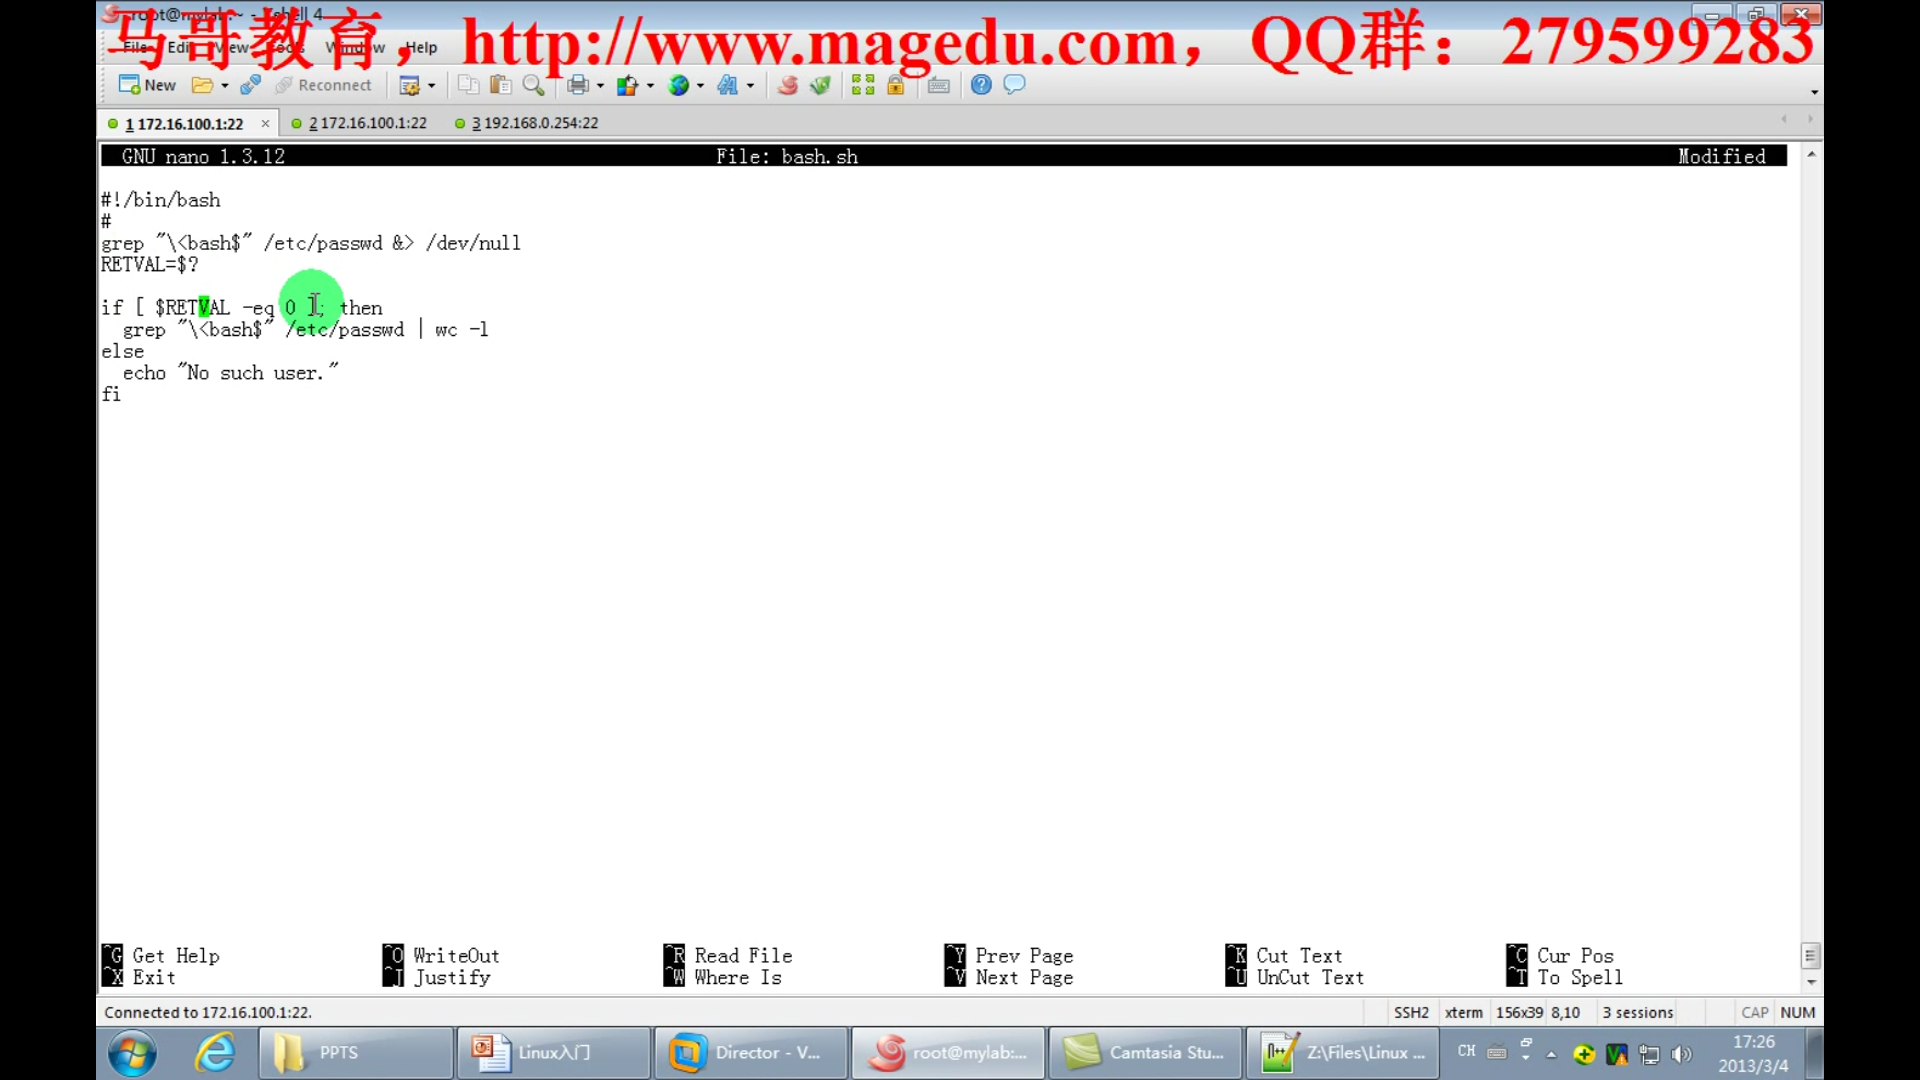 root@mylab:~ - Xshell 4
马哥教育，http://www.magedu.com，QQ群：279599283
File Edit View Tools Window Help
New Reconnect
1 172.16.100.1:22 2 172.16.100.1:22 3 192.168.0.254:22
GNU nano 1.3.12 File: bash.sh Modified
#!/bin/bash
#
grep "\<bash$" /etc/passwd &> /dev/null
RETVAL=$?
if [ $RETVAL -eq 0 ]; then
grep "\<bash$" /etc/passwd | wc -l
else
echo "No such user."
fi
^G Get Help ^O WriteOut ^R Read File ^Y Prev Page ^K Cut Text ^C Cur Pos
^X Exit ^J Justify ^W Where Is ^V Next Page ^U UnCut Text ^T To Spell
Connected to 172.16.100.1:22. SSH2 xterm 156x39 8,10 3 sessions CAP NUM
PPTS Linux入门 Director - V... root@mylab:... Camtasia Stu... Z:\Files\Linux ... CH 17:26
2013/3/4